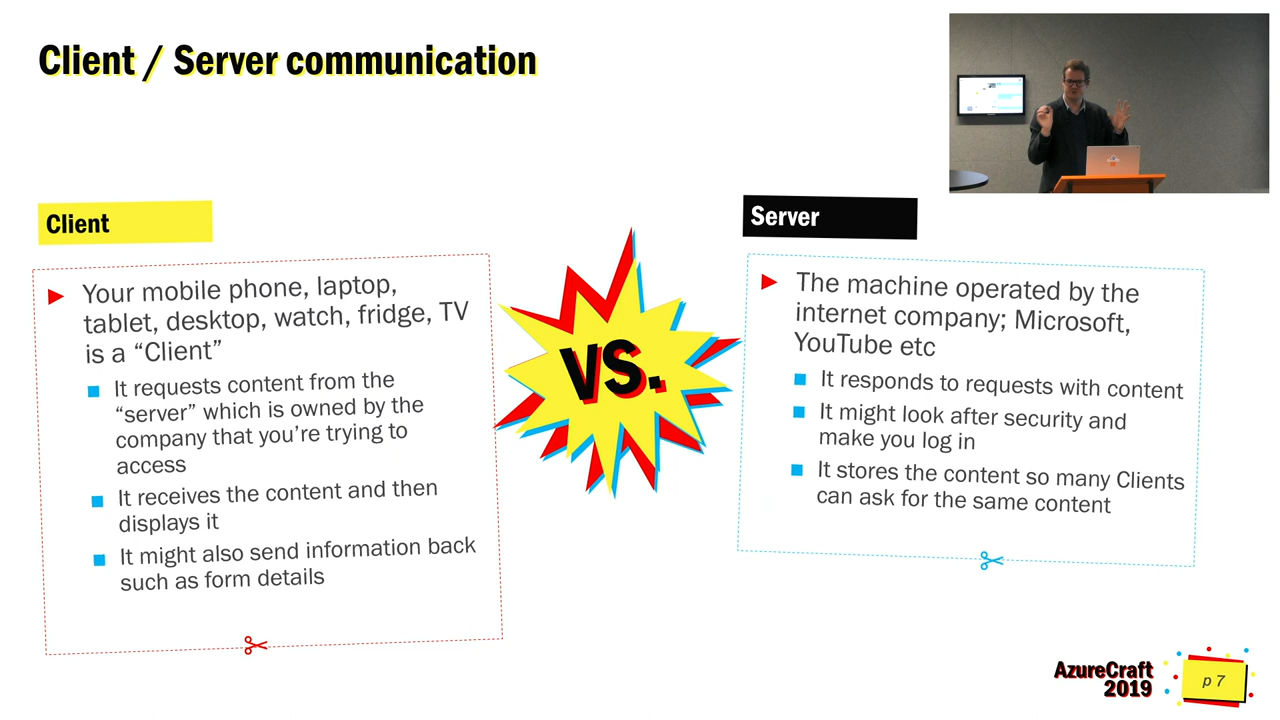 Client / Server communication
Client
Your mobile phone, laptop,
tablet, desktop, watch, fridge, TV
is a “Client”
It requests content from the
“server” which is owned by the
company that you’re trying to
access
It receives the content and then
displays it
It might also send information back
such as form details
VS.
Server
The machine operated by the
internet company; Microsoft,
YouTube etc
It responds to requests with content
It might look after security and
make you log in
It stores the content so many Clients
can ask for the same content
AzureCraft
2019
p 7